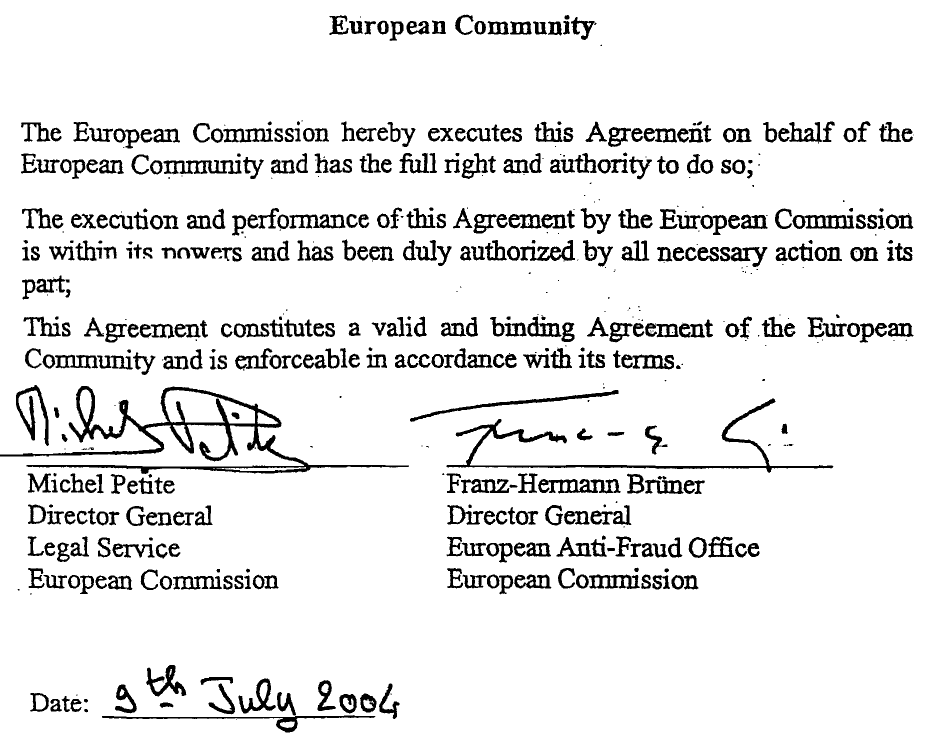 European Community
The European Commission hereby executes this Agreement on behalf of the
European Community and has the full right and authority to do so;
The execution and performance of this Agreement by the European Commission
is within its powers and has been duly authorized by all necessary action on its
part;
This Agreement constitutes a valid and binding Agreement of the European
Community and is enforceable in accordance with its terms.
Michel Petite
Michel Petite
Director General
Legal Service
European Commission
Franz-Hermann Brüner
Director General
European Anti-Fraud Office
European Commission
Date: 9th July 2004